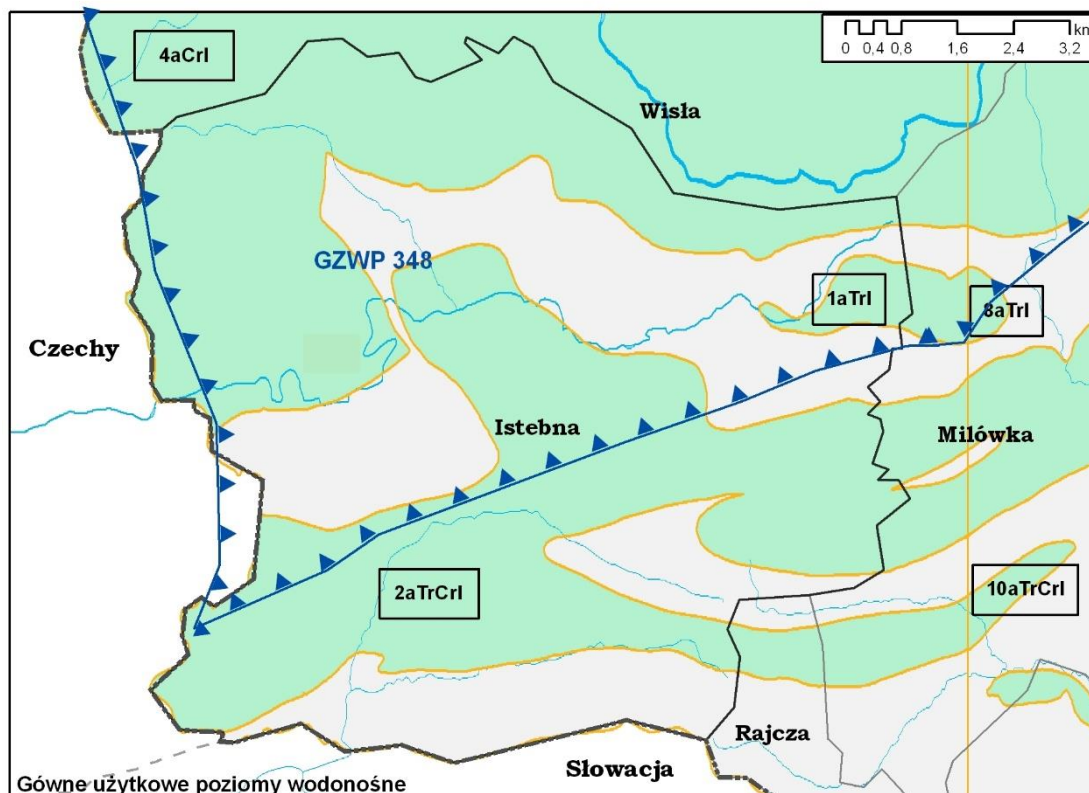 4aCrI
km
0 0,4 0,8 1,6 2,4 3,2
Wisła
GZWP 348
1aTrI
8aTrI
Czechy
Istebna
Milówka
2aTrCrI
10aTrCrI
Rajcza
Słowacja
Gówne użytkowe poziomy wodonośne